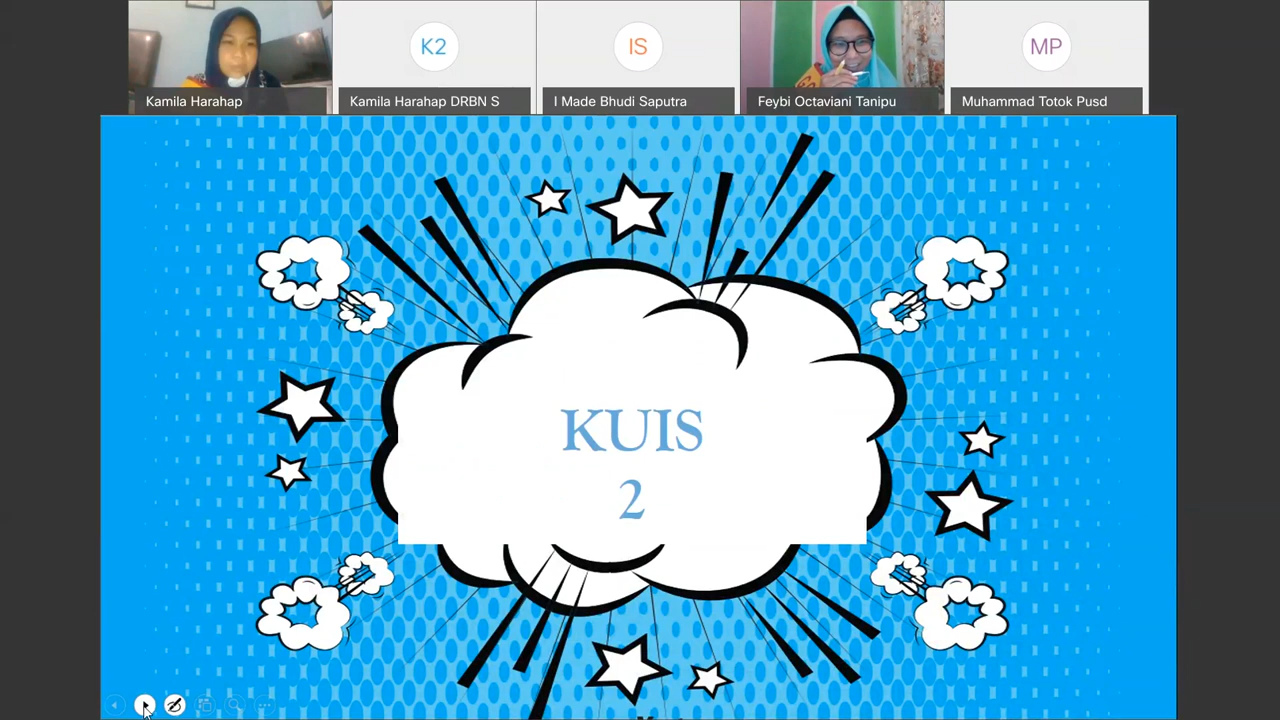 K2
IS
MP
Kamila Harahap
Kamila Harahap DRBN S
I Made Bhudi Saputra
Feybi Octaviani Tanipu
Muhammad Totok Pusd
KUIS
2